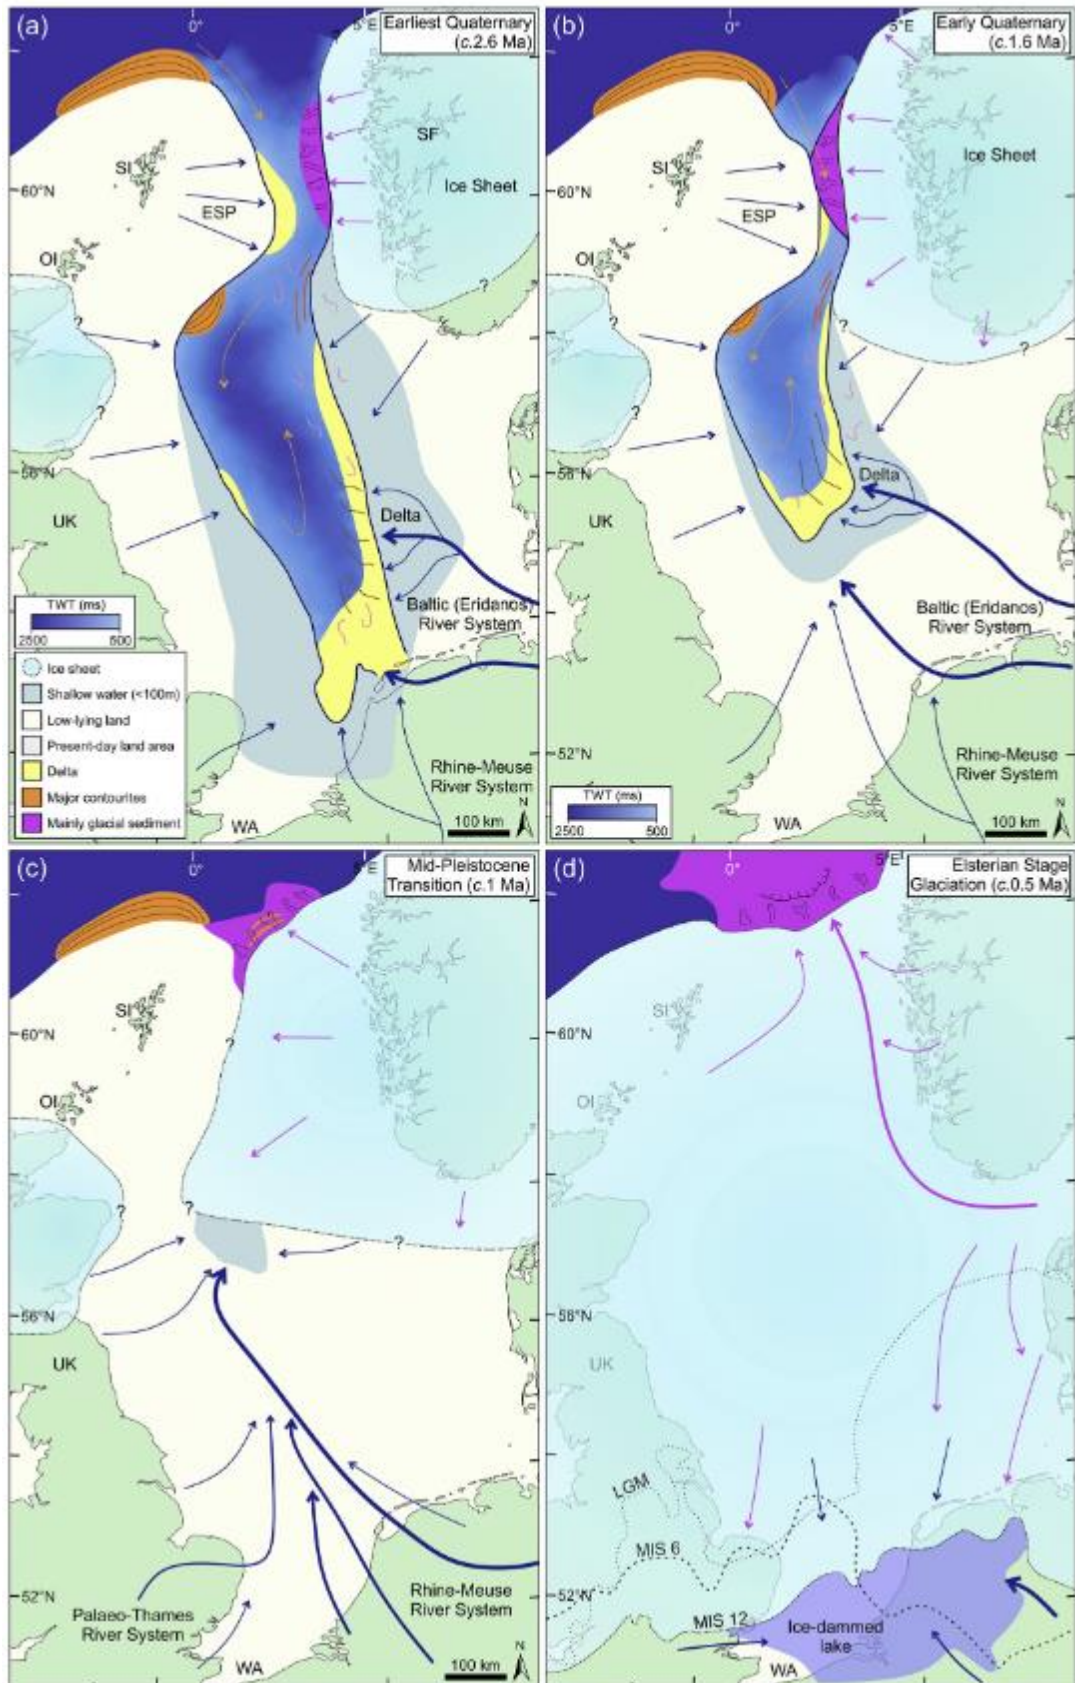 (a)
0°
5°E
Earliest Quaternary
(c.2.6 Ma)
SF
Ice Sheet
SI
60°N
ESP
OI
?
?
?
56°N
UK
Delta
TWT (ms)
2500 500
Baltic (Eridanos)
River System
Ice sheet
Shallow water (<100m)
Low-lying land
Present-day land area
Delta
Major contourites
Mainly glacial sediment
52°N
Rhine-Meuse
River System
WA
100 km
N
(b)
0°
5°E
Early Quaternary
(c.1.6 Ma)
Ice Sheet
SI
60°N
ESP
OI
?
?
56°N
Delta
UK
Baltic (Eridanos)
River System
52°N
Rhine-Meuse
River System
TWT (ms)
2500 500
WA
100 km
N
(c)
0°
5°E
Mid-Pleistocene
Transition (c.1 Ma)
SI
60°N
?
OI
?
?
?
56°N
UK
52°N
Palaeo-Thames
River System
Rhine-Meuse
River System
WA
100 km
N
(d)
0°
5°E
Elsterian Stage
Glaciation (c.0.5 Ma)
SI
60°N
OI
56°N
UK
LGM
MIS 6
52°N
MIS 12
Ice-dammed
lake
WA